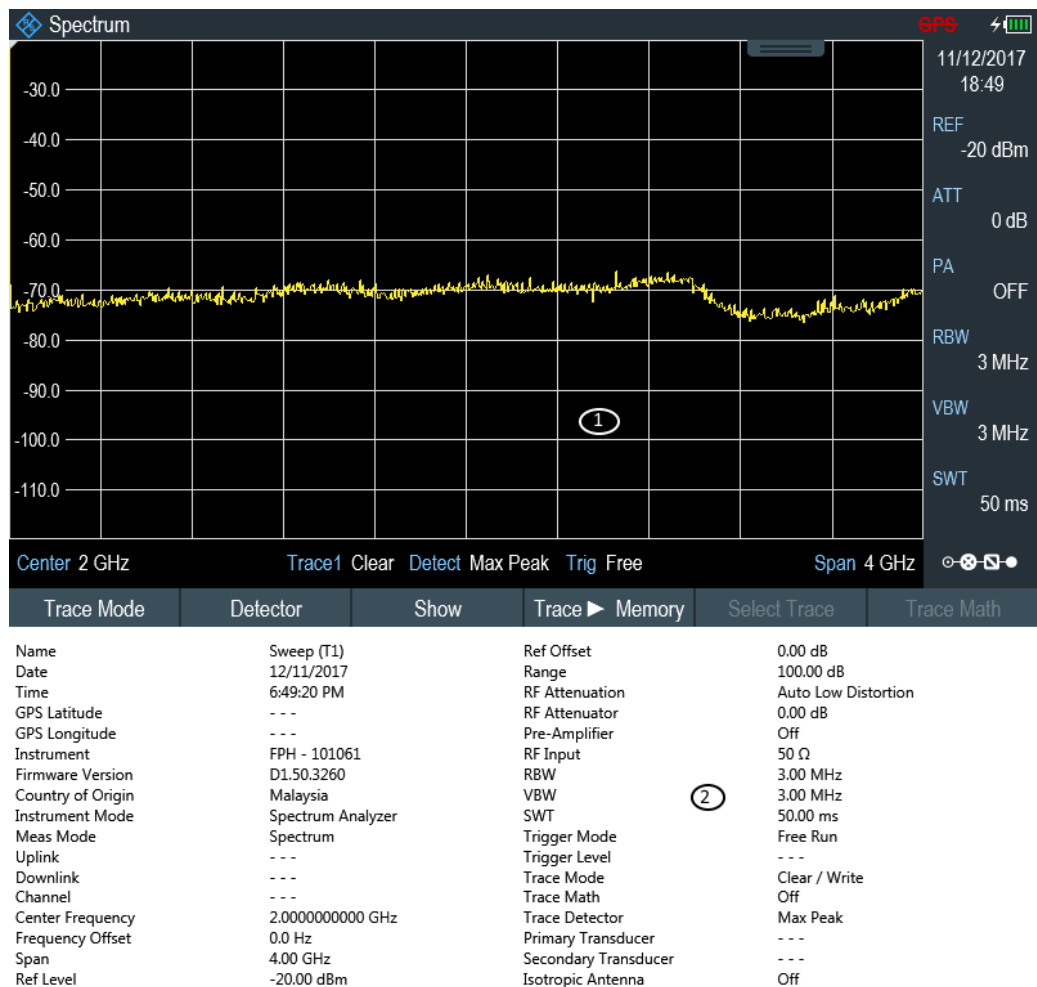 Spectrum GPS
11/12/2017
18:49
-30.0
-40.0
-50.0
-60.0
-70.0
-80.0
-90.0
-100.0
-110.0
REF
-20 dBm
ATT
0 dB
PA
OFF
RBW
3 MHz
VBW
3 MHz
SWT
50 ms
1
Center 2 GHz Trace1 Clear Detect Max Peak Trig Free Span 4 GHz
Trace Mode Detector Show Trace ► Memory Select Trace Trace Math
Name Sweep (T1) Ref Offset 0.00 dB
Date 12/11/2017 Range 100.00 dB
Time 6:49:20 PM RF Attenuation Auto Low Distortion
GPS Latitude - - - RF Attenuator 0.00 dB
GPS Longitude - - - Pre-Amplifier Off
Instrument FPH - 101061 RF Input 50 Ω
Firmware Version D1.50.3260 RBW 3.00 MHz
Country of Origin Malaysia VBW 2 3.00 MHz
Instrument Mode Spectrum Analyzer SWT 50.00 ms
Meas Mode Spectrum Trigger Mode Free Run
Uplink - - - Trigger Level - - -
Downlink - - - Trace Mode Clear / Write
Channel - - - Trace Math Off
Center Frequency 2.0000000000 GHz Trace Detector Max Peak
Frequency Offset 0.0 Hz Primary Transducer - - -
Span 4.00 GHz Secondary Transducer - - -
Ref Level -20.00 dBm Isotropic Antenna Off